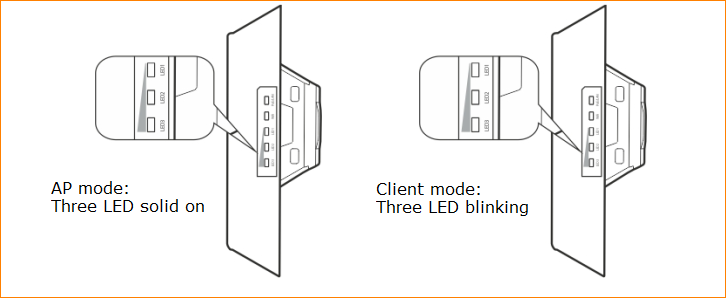 LED1
LED2
LED3
AP mode:
Three LED solid on
LED1
LED2
LED3
Client mode:
Three LED blinking